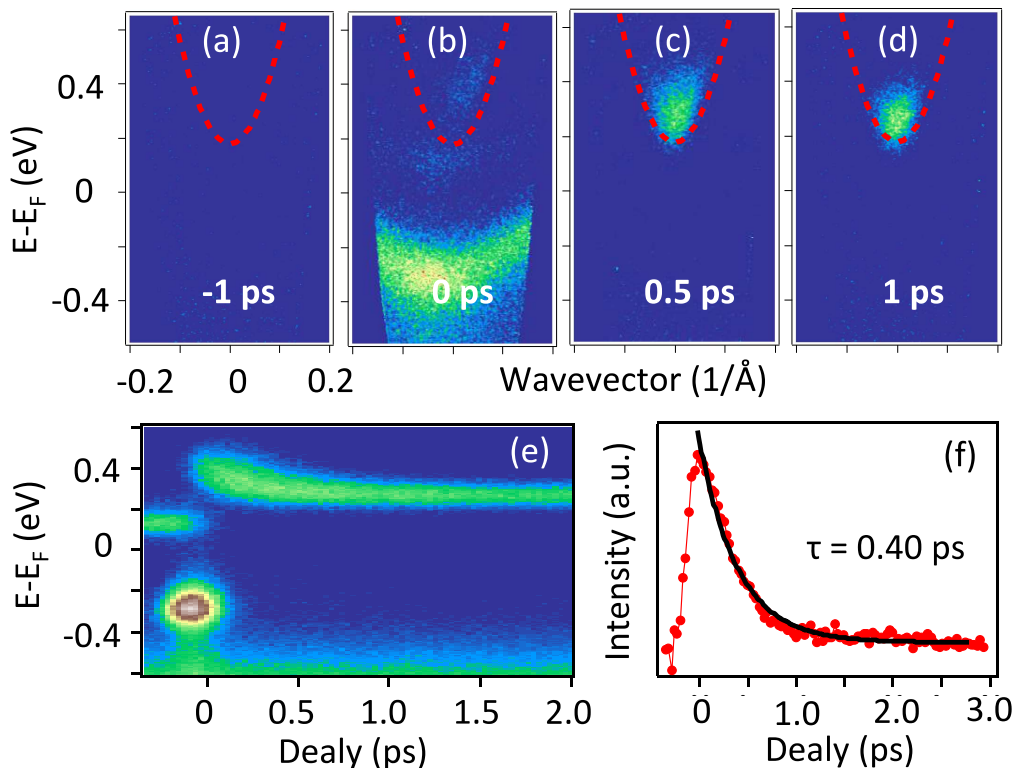 (a) (b) (c) (d)
0.4
0
-0.4
E-E_F (eV)
-1 ps 0 ps 0.5 ps 1 ps
-0.2 0 0.2
Wavevector (1/Å)
(e)
0.4
0
-0.4
E-E_F (eV)
0 0.5 1.0 1.5 2.0
Dealy (ps)
(f)
Intensity (a.u.)
τ = 0.40 ps
0 1.0 2.0 3.0
Dealy (ps)